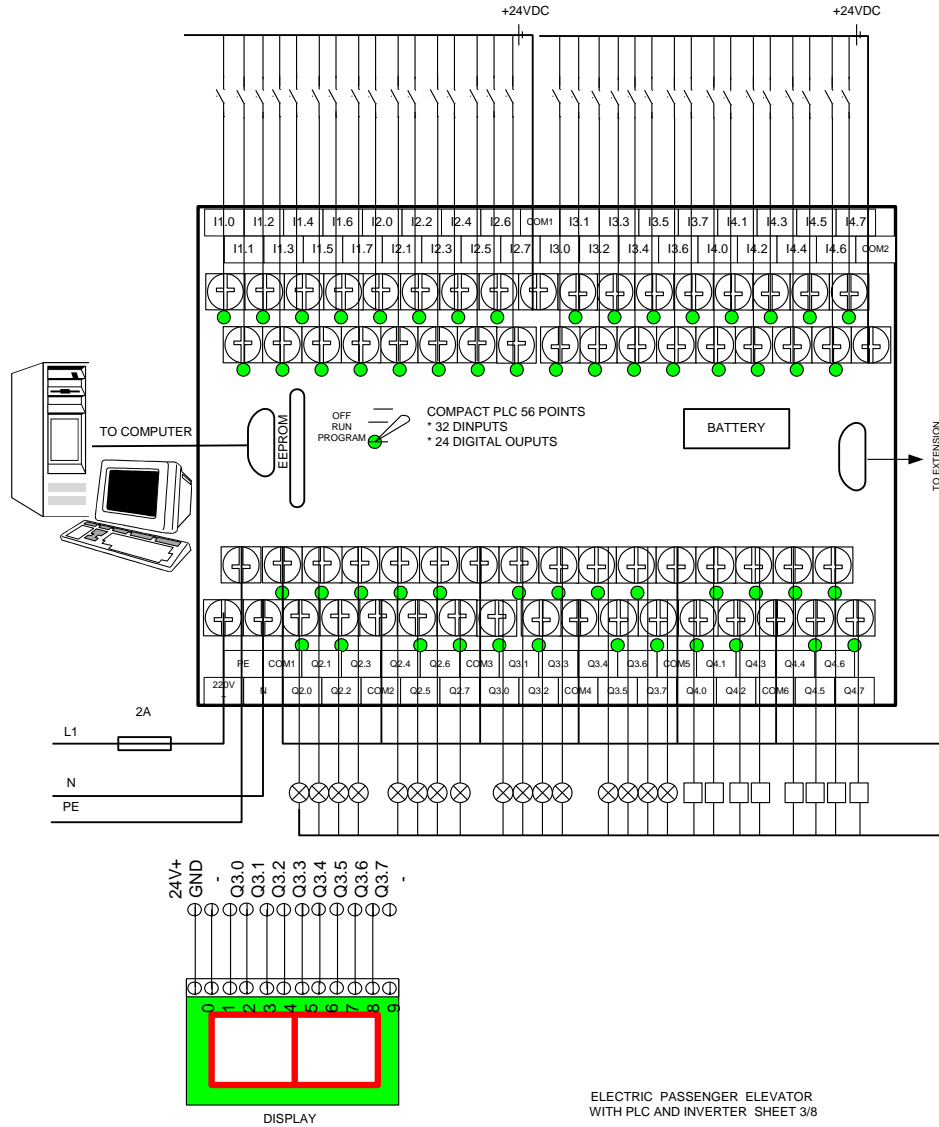 +24VDC +24VDC
I1.0 I1.2 I1.4 I1.6 I2.0 I2.2 I2.4 I2.6 COM1 I3.1 I3.3 I3.5 I3.7 I4.1 I4.3 I4.5 I4.7
I1.1 I1.3 I1.5 I1.7 I2.1 I2.3 I2.5 I2.7 I3.0 I3.2 I3.4 I3.6 I4.0 I4.2 I4.4 I4.6 COM2
TO COMPUTER
EEPROM
OFF
RUN
PROGRAM
COMPACT PLC 56 POINTS
* 32 DINPUTS
* 24 DIGITAL OUPUTS
BATTERY
TO EXTENSION
PE COM1 Q2.1 Q2.3 Q2.4 Q2.6 COM3 Q3.1 Q3.3 Q3.4 Q3.6 COM5 Q4.1 Q4.3 Q4.4 Q4.6
220V N Q2.0 Q2.2 COM2 Q2.5 Q2.7 Q3.0 Q3.2 COM4 Q3.5 Q3.7 Q4.0 Q4.2 COM6 Q4.5 Q4.7
2A
L1
N
PE
24V+
GND
-
Q3.0
Q3.1
Q3.2
Q3.3
Q3.4
Q3.5
Q3.6
Q3.7
-
0 1 2 3 4 5 6 7 8 9
DISPLAY
ELECTRIC PASSENGER ELEVATOR
WITH PLC AND INVERTER SHEET 3/8